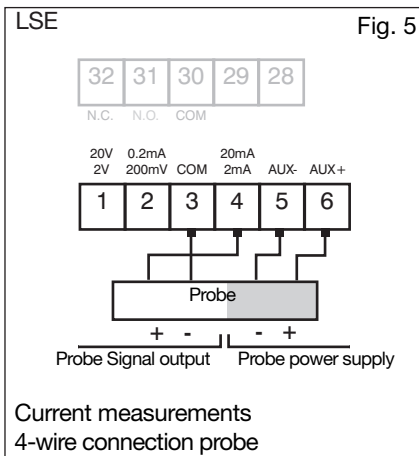 LSE Fig. 5
32 31 30 29 28
N.C. N.O. COM
20V 0.2mA 20mA
2V 200mV COM 2mA AUX- AUX+
1 2 3 4 5 6
Probe
+ - - +
Probe Signal output Probe power supply
Current measurements
4-wire connection probe